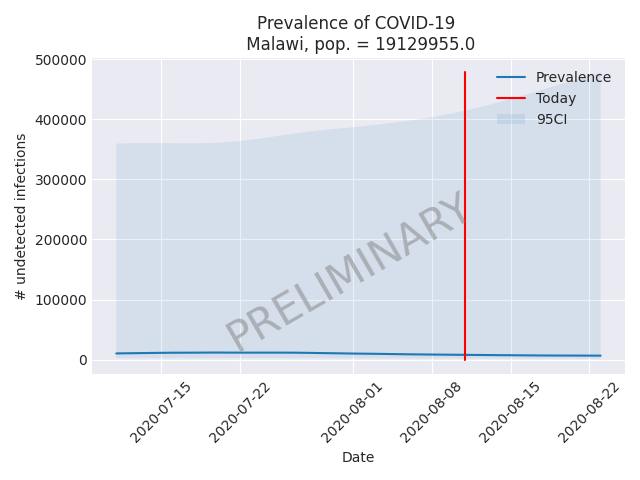 Prevalence of COVID-19
Malawi, pop. = 19129955.0
# undetected infections
500000
400000
300000
200000
100000
0
Prevalence
Today
95CI
PRELIMINARY
2020-07-15
2020-07-22
2020-08-01
2020-08-08
2020-08-15
2020-08-22
Date